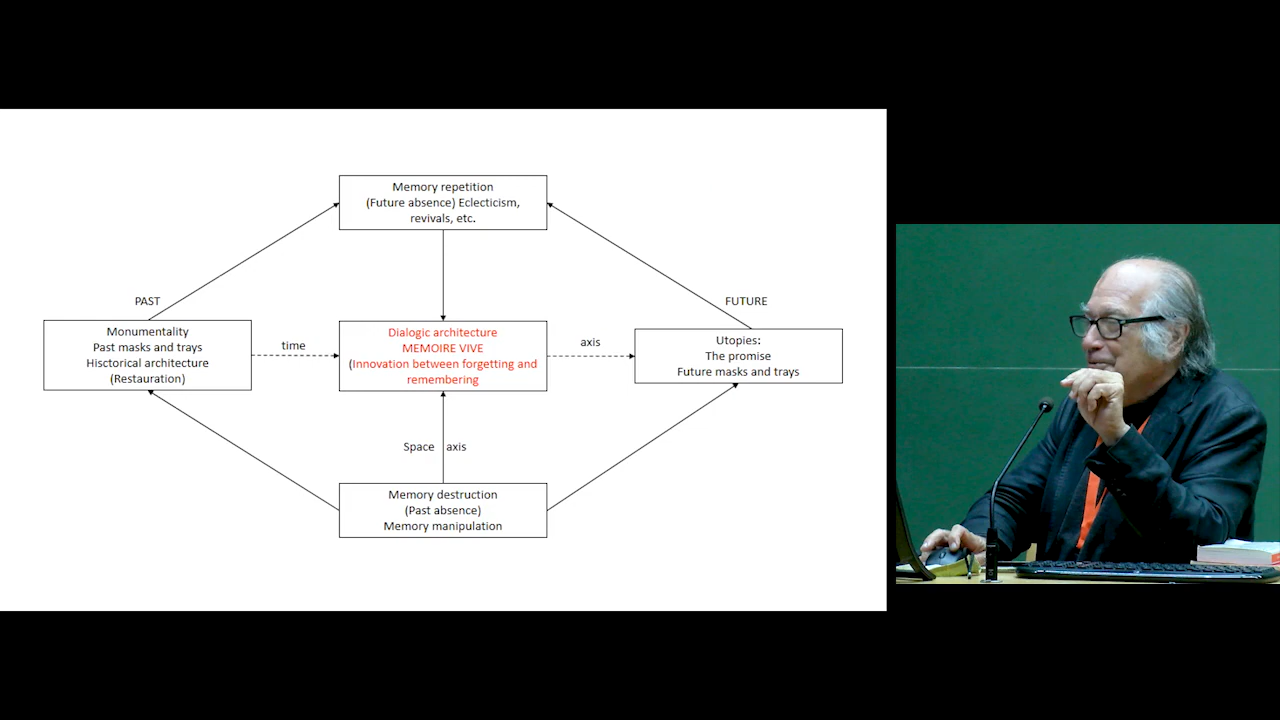 Memory repetition
(Future absence) Eclecticism,
revivals, etc.
PAST
FUTURE
Monumentality
Past masks and trays
Hisctorical architecture
(Restauration)
time
Dialogic architecture
MEMOIRE VIVE
(Innovation between forgetting and
remembering
axis
Utopies:
The promise
Future masks and trays
Space axis
Memory destruction
(Past absence)
Memory manipulation